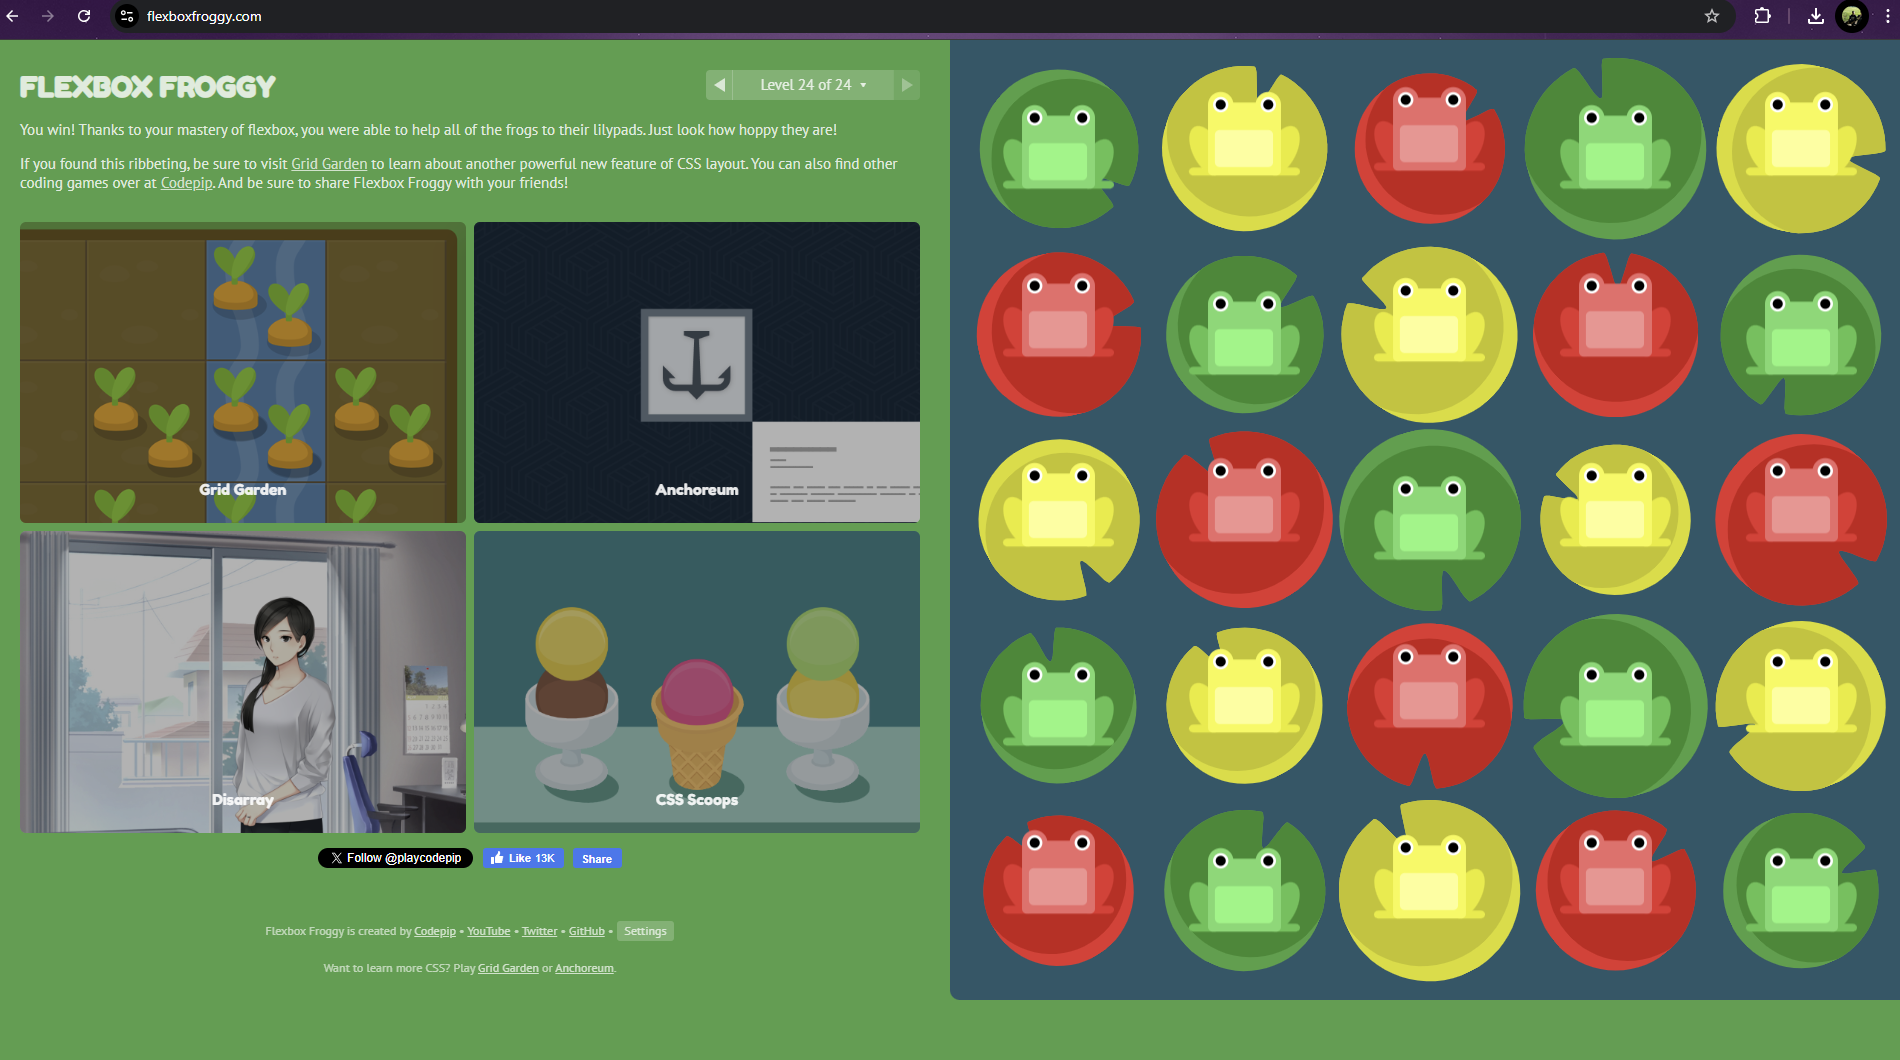 flexboxfroggy.com
FLEXBOX FROGGY
Level 24 of 24
You win! Thanks to your mastery of flexbox, you were able to help all of the frogs to their lilypads. Just look how hoppy they are!
If you found this ribbeting, be sure to visit Grid Garden to learn about another powerful new feature of CSS layout. You can also find other
coding games over at Codepip. And be sure to share Flexbox Froggy with your friends!
Grid Garden
Anchoreum
Disarray
CSS Scoops
Follow @playcodepip
Like 13K
Share
Flexbox Froggy is created by Codepip • YouTube • Twitter • GitHub • Settings
Want to learn more CSS? Play Grid Garden or Anchoreum.